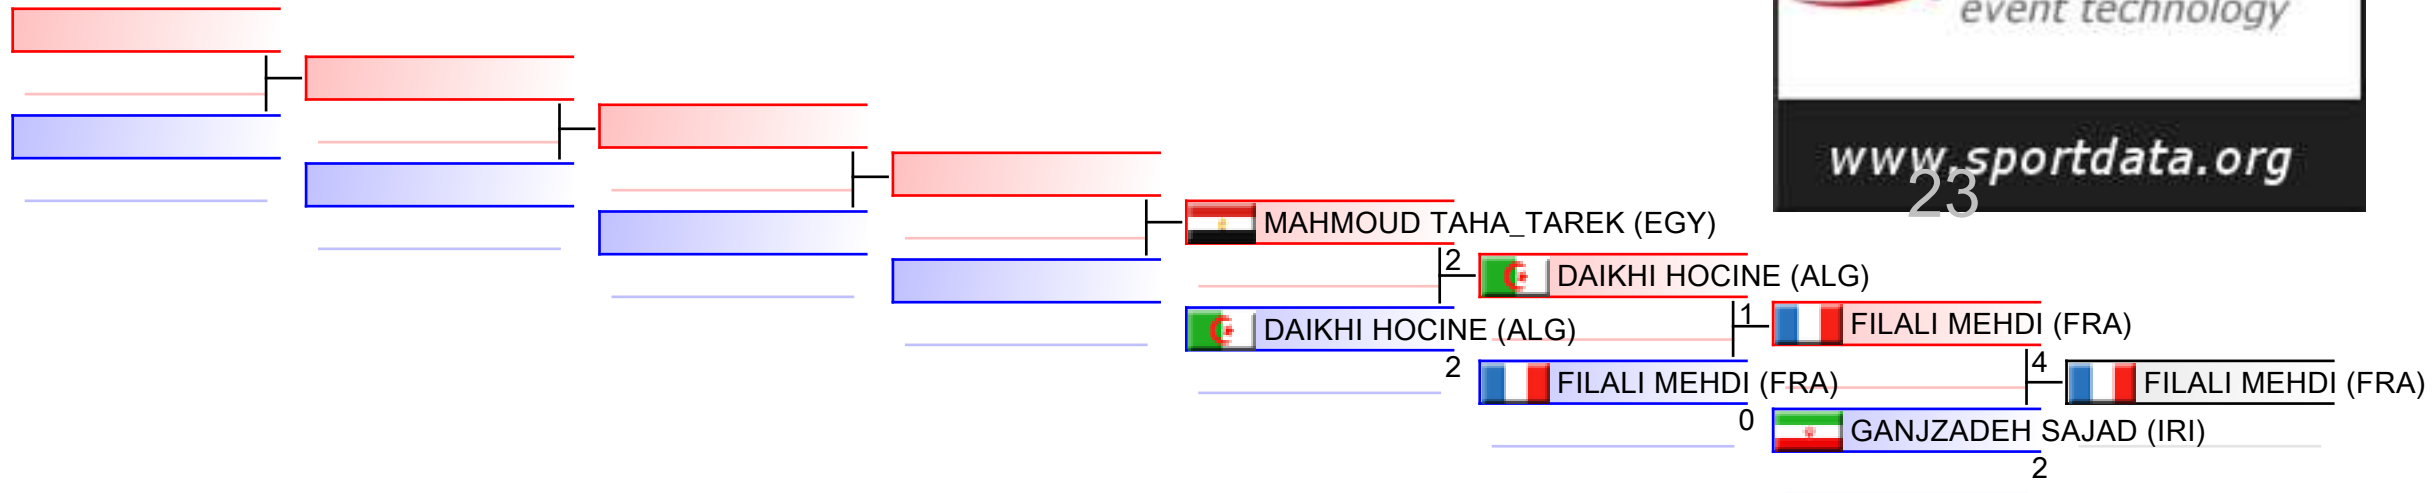 event technology
www.sportdata.org
23
MAHMOUD TAHA_TAREK (EGY)
2
DAIKHI HOCINE (ALG)
DAIKHI HOCINE (ALG)
2
1
FILALI MEHDI (FRA)
FILALI MEHDI (FRA)
0
4
FILALI MEHDI (FRA)
GANJZADEH SAJAD (IRI)
2